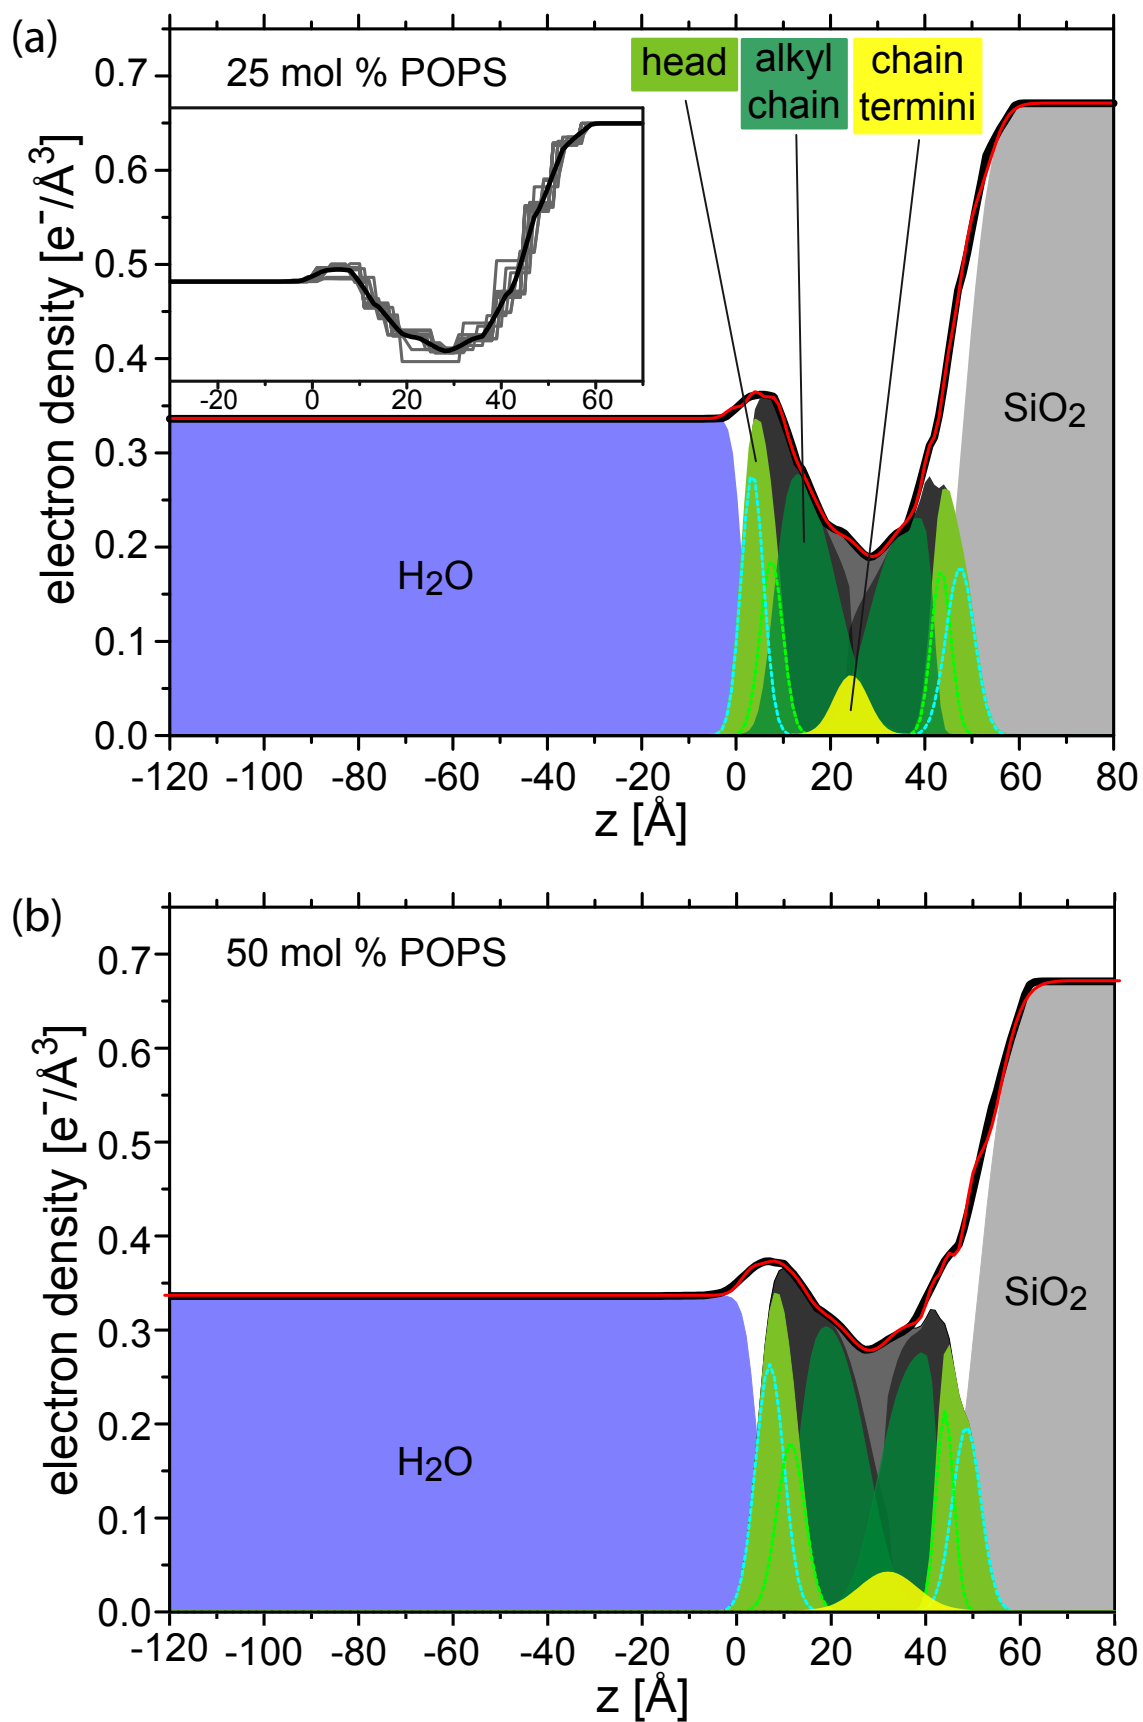 (a)
25 mol % POPS
head
alkyl
chain
chain
termini
0.7
0.6
0.5
0.4
0.3
0.2
0.1
0.0
electron density [e⁻/Å³]
-20 0 20 40 60
H₂O
SiO₂
-120 -100 -80 -60 -40 -20 0 20 40 60 80
z [Å]
(b)
50 mol % POPS
0.7
0.6
0.5
0.4
0.3
0.2
0.1
0.0
electron density [e⁻/Å³]
H₂O
SiO₂
-120 -100 -80 -60 -40 -20 0 20 40 60 80
z [Å]